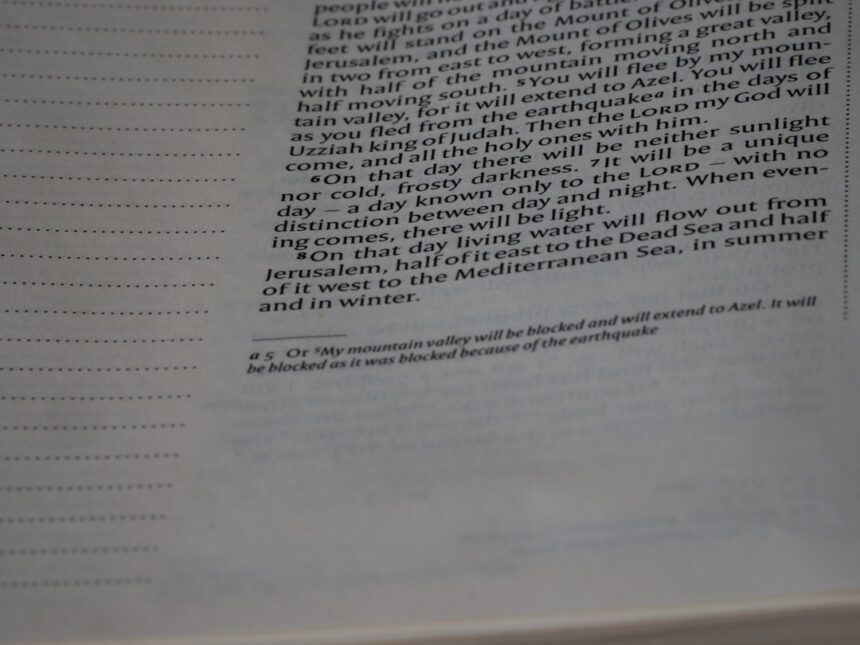 people will
LORD will go out and
as he fights on a day of battle.
feet will stand on the Mount of Olives
Jerusalem, and the Mount of Olives will be split
in two from east to west, forming a great valley,
with half of the mountain moving north and
half moving south. 5You will flee by my moun-
tain valley, for it will extend to Azel. You will flee
as you fled from the earthquakea in the days of
Uzziah king of Judah. Then the LORD my God will
come, and all the holy ones with him.
6On that day there will be neither sunlight
nor cold, frosty darkness. 7It will be a unique
day – a day known only to the LORD – with no
distinction between day and night. When even-
ing comes, there will be light.
8On that day living water will flow out from
Jerusalem, half of it east to the Dead Sea and half
of it west to the Mediterranean Sea, in summer
and in winter.
a 5 Or 5My mountain valley will be blocked and will extend to Azel. It will
be blocked as it was blocked because of the earthquake